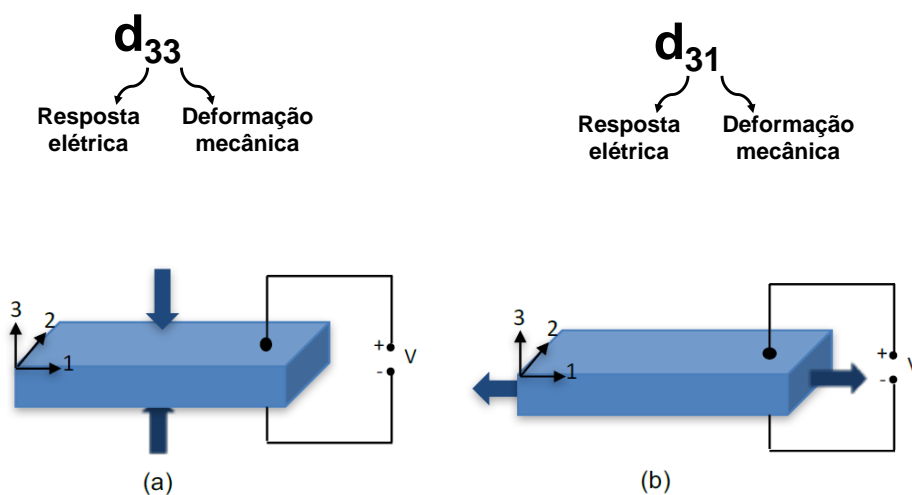 d33
Resposta
elétrica
Deformação
mecânica
d31
Resposta
elétrica
Deformação
mecânica
3
2
1
+
V
-
(a)
3
2
1
+
V
-
(b)